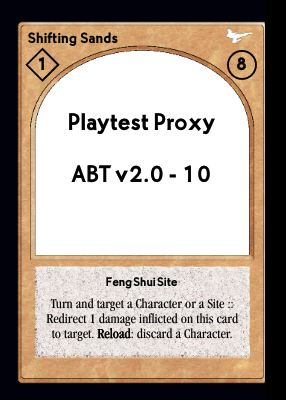 Shifting Sands
1
8
Playtest Proxy
ABT v2.0 - 10
Feng Shui Site
Turn and target a Character or a Site ::
Redirect 1 damage inflicted on this card
to target. Reload: discard a Character.